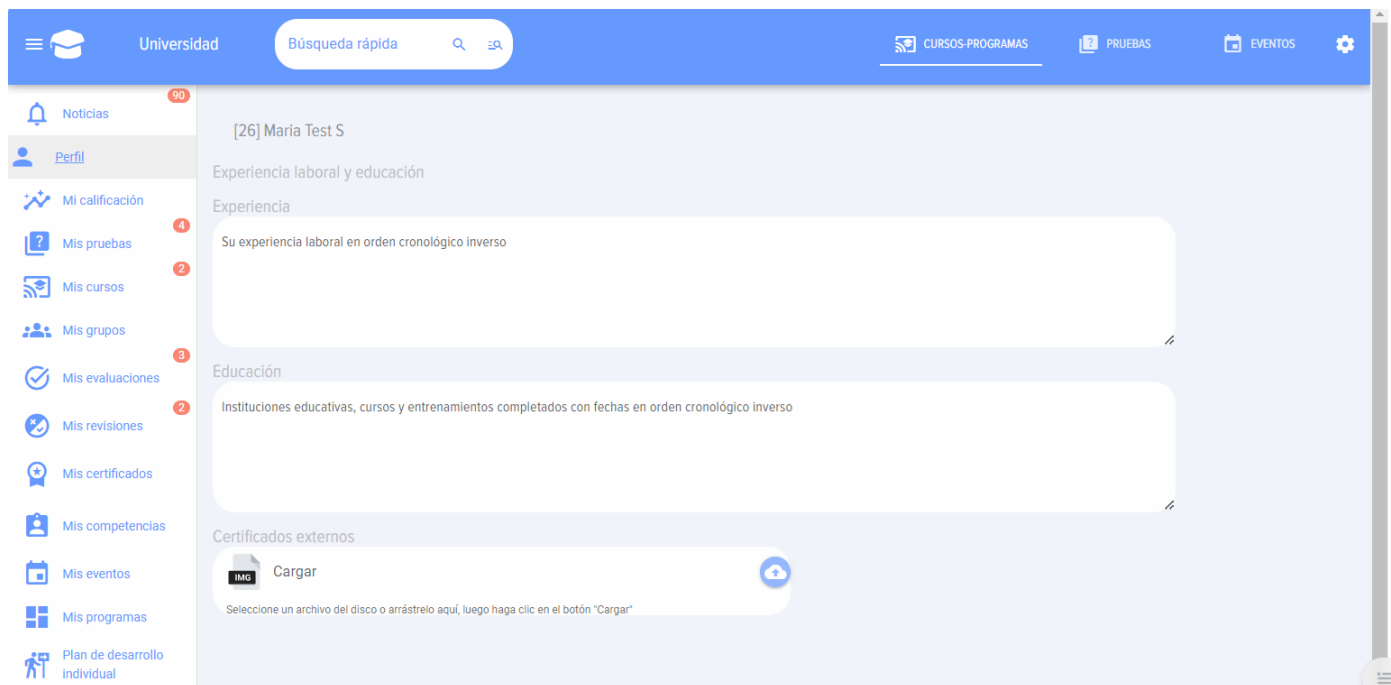 Universidad
Búsqueda rápida
CURSOS-PROGRAMAS
PRUEBAS
EVENTOS
90
Noticias
Perfil
Mi calificación
4
Mis pruebas
2
Mis cursos
Mis grupos
3
Mis evaluaciones
2
Mis revisiones
Mis certificados
Mis competencias
Mis eventos
Mis programas
Plan de desarrollo
individual
[26] Maria Test S
Experiencia laboral y educación
Experiencia
Su experiencia laboral en orden cronológico inverso
Educación
Instituciones educativas, cursos y entrenamientos completados con fechas en orden cronológico inverso
Certificados externos
IMG
Cargar
Seleccione un archivo del disco o arrástrelo aquí, luego haga clic en el botón "Cargar"